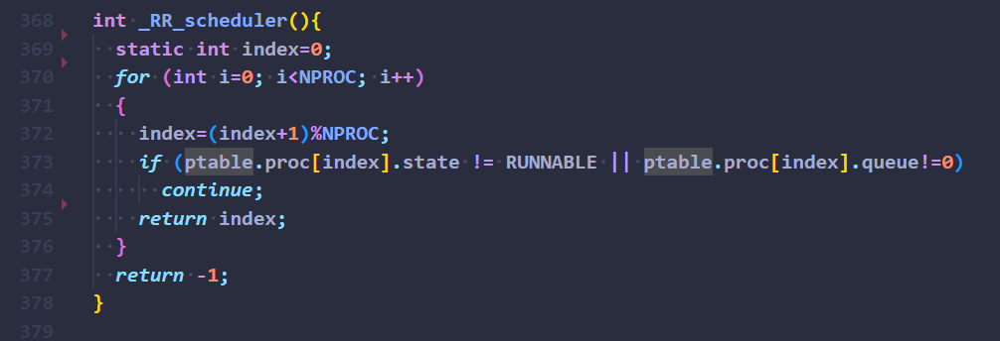 368 int _RR_scheduler(){
369 static int index=0;
370 for (int i=0; i<NPROC; i++)
371 {
372 index=(index+1)%NPROC;
373 if (ptable.proc[index].state != RUNNABLE || ptable.proc[index].queue!=0)
374 continue;
375 return index;
376 }
377 return -1;
378 }
379